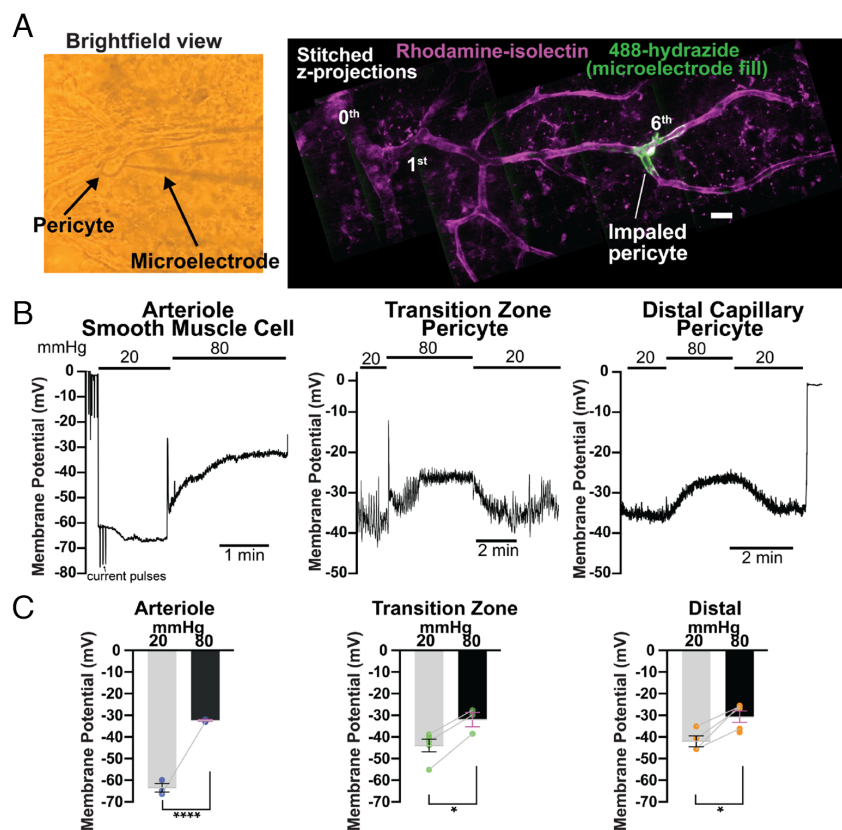 A
Brightfield view
Pericyte
Microelectrode
Stitched
z-projections
Rhodamine-isolectin
488-hydrazide
(microelectrode fill)
0th
1st
6th
Impaled
pericyte
B
Arteriole
Smooth Muscle Cell
mmHg
20
80
Membrane Potential (mV)
0
-10
-20
-30
-40
-50
-60
-70
-80
current pulses
1 min
Transition Zone
Pericyte
80
20
20
Membrane Potential (mV)
0
-10
-20
-30
-40
-50
2 min
Distal Capillary
Pericyte
80
20
20
Membrane Potential (mV)
0
-10
-20
-30
-40
-50
2 min
C
Arteriole
mmHg
20 80
Membrane Potential (mV)
0
-10
-20
-30
-40
-50
-60
-70
****
Transition Zone
mmHg
20 80
Membrane Potential (mV)
0
-10
-20
-30
-40
-50
-60
-70
*
Distal
mmHg
20 80
Membrane Potential (mV)
0
-10
-20
-30
-40
-50
-60
-70
*